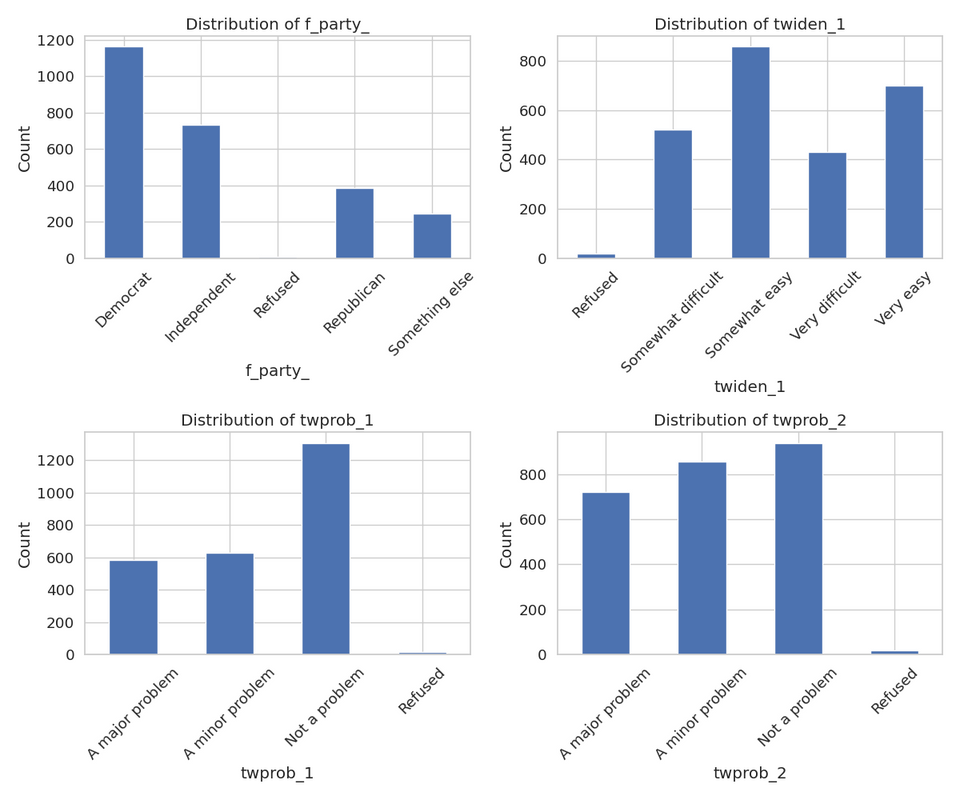 Distribution of f_party_
1200
1000
800
600
400
200
0
Count
Democrat
Independent
Refused
Republican
Something else
f_party_
Distribution of twiden_1
800
600
400
200
0
Count
Refused
Somewhat difficult
Somewhat easy
Very difficult
Very easy
twiden_1
Distribution of twprob_1
1200
1000
800
600
400
200
0
Count
A major problem
A minor problem
Not a problem
Refused
twprob_1
Distribution of twprob_2
800
600
400
200
0
Count
A major problem
A minor problem
Not a problem
Refused
twprob_2